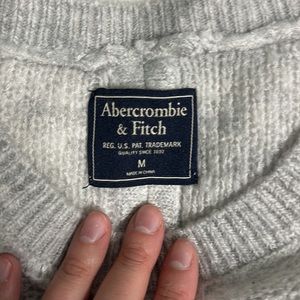 Abercrombie
& Fitch
REG. U.S. PAT. TRADEMARK
QUALITY SINCE 1892
M
MADE IN CHINA